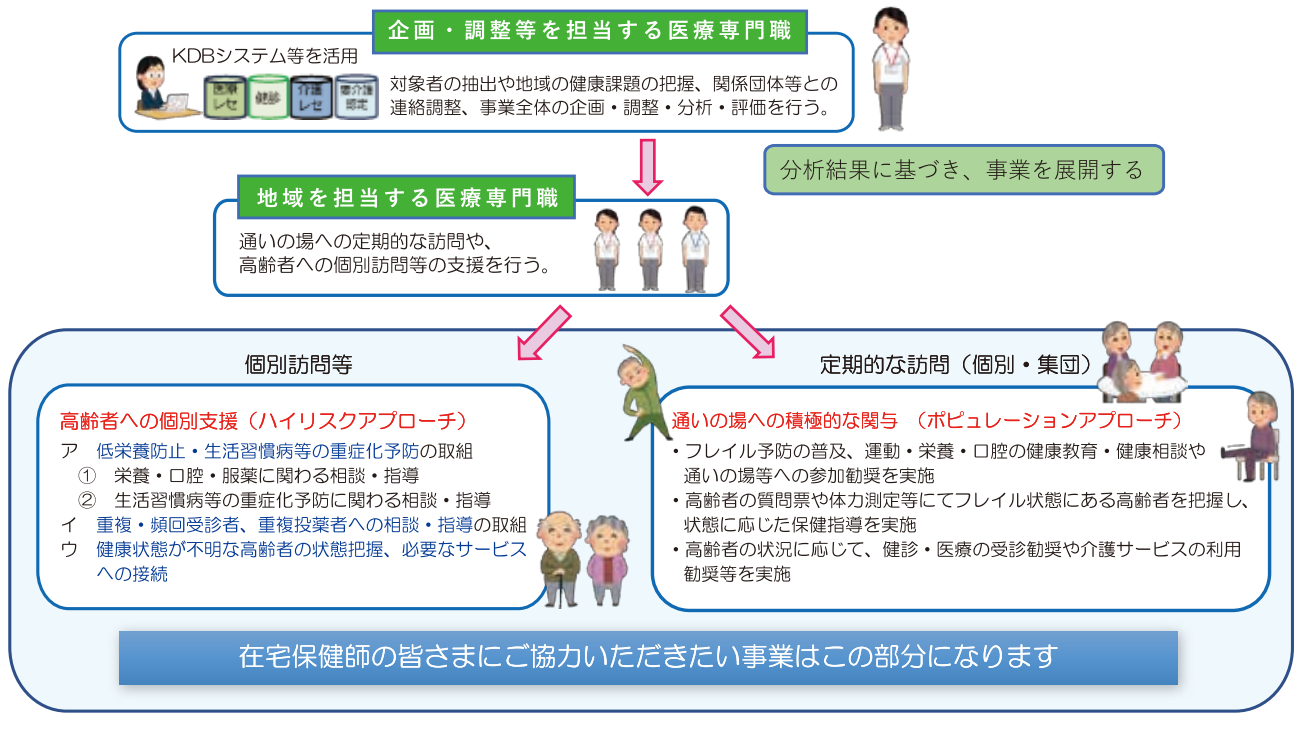 企画・調整等を担当する医療専門職
KDBシステム等を活用
医療
レセ
健診
介護
レセ
要介護
認定
対象者の抽出や地域の健康課題の把握、関係団体等との
連絡調整、事業全体の企画・調整・分析・評価を行う。
分析結果に基づき、事業を展開する
地域を担当する医療専門職
通いの場への定期的な訪問や、
高齢者への個別訪問等の支援を行う。
個別訪問等
高齢者への個別支援（ハイリスクアプローチ）
ア 低栄養防止・生活習慣病等の重症化予防の取組
① 栄養・口腔・服薬に関わる相談・指導
② 生活習慣病等の重症化予防に関わる相談・指導
イ 重複・頻回受診者、重複投薬者への相談・指導の取組
ウ 健康状態が不明な高齢者の状態把握、必要なサービス
への接続
定期的な訪問（個別・集団）
通いの場への積極的な関与 （ポピュレーションアプローチ）
・フレイル予防の普及、運動・栄養・口腔の健康教育・健康相談や
通いの場等への参加勧奨を実施
・高齢者の質問票や体力測定等にてフレイル状態にある高齢者を把握し、
状態に応じた保健指導を実施
・高齢者の状況に応じて、健診・医療の受診勧奨や介護サービスの利用
勧奨等を実施
在宅保健師の皆さまにご協力いただきたい事業はこの部分になります